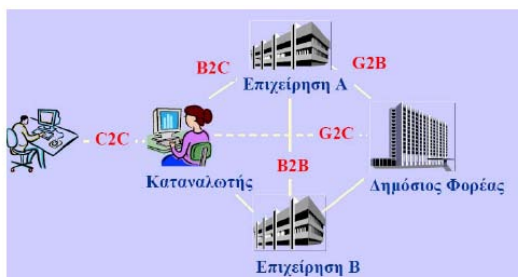 B2C
G2B
Επιχείρηση Α
C2C
G2C
B2B
Καταναλωτής
Δημόσιος Φορέας
Επιχείρηση Β